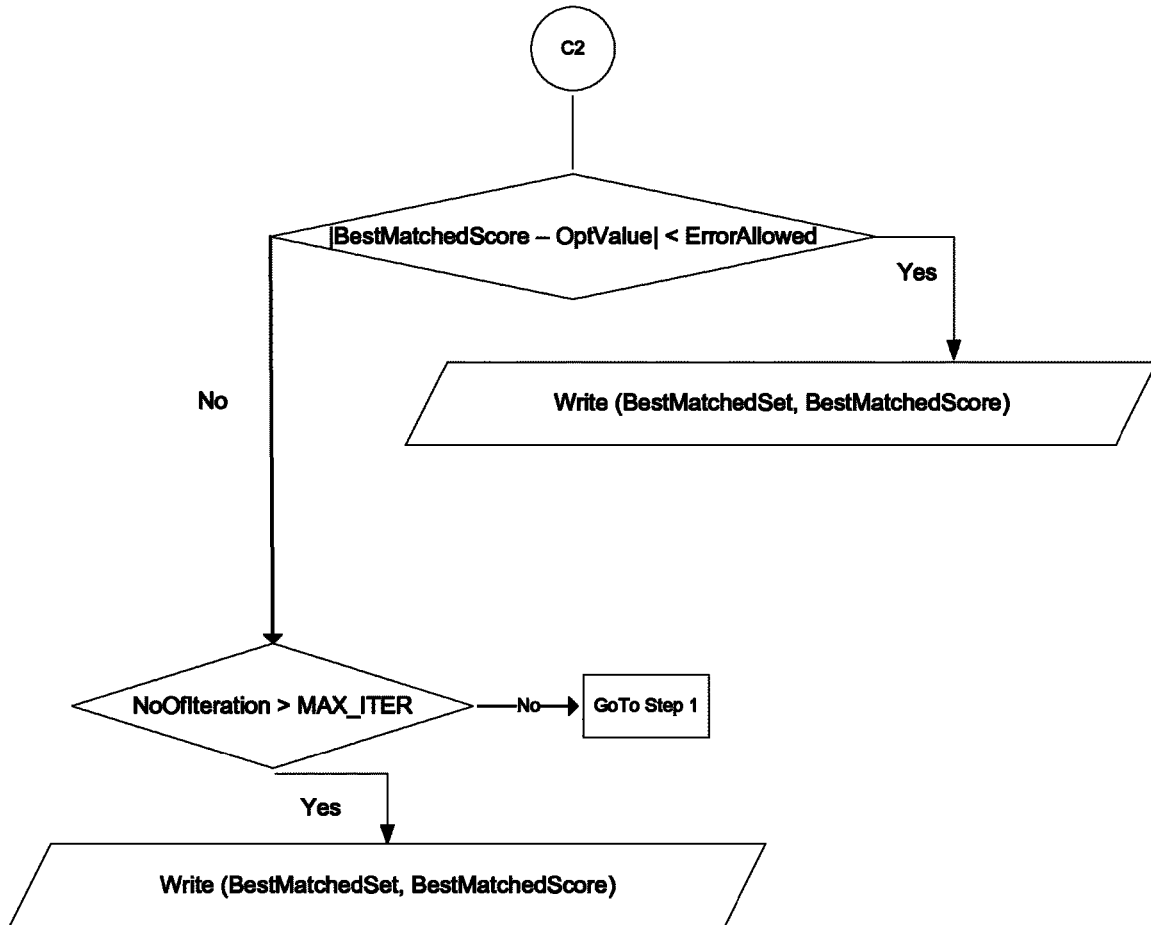 C2
|BestMatchedScore – OptValue| < ErrorAllowed
Yes
Write (BestMatchedSet, BestMatchedScore)
No
NoOfIteration > MAX_ITER
No
GoTo Step 1
Yes
Write (BestMatchedSet, BestMatchedScore)